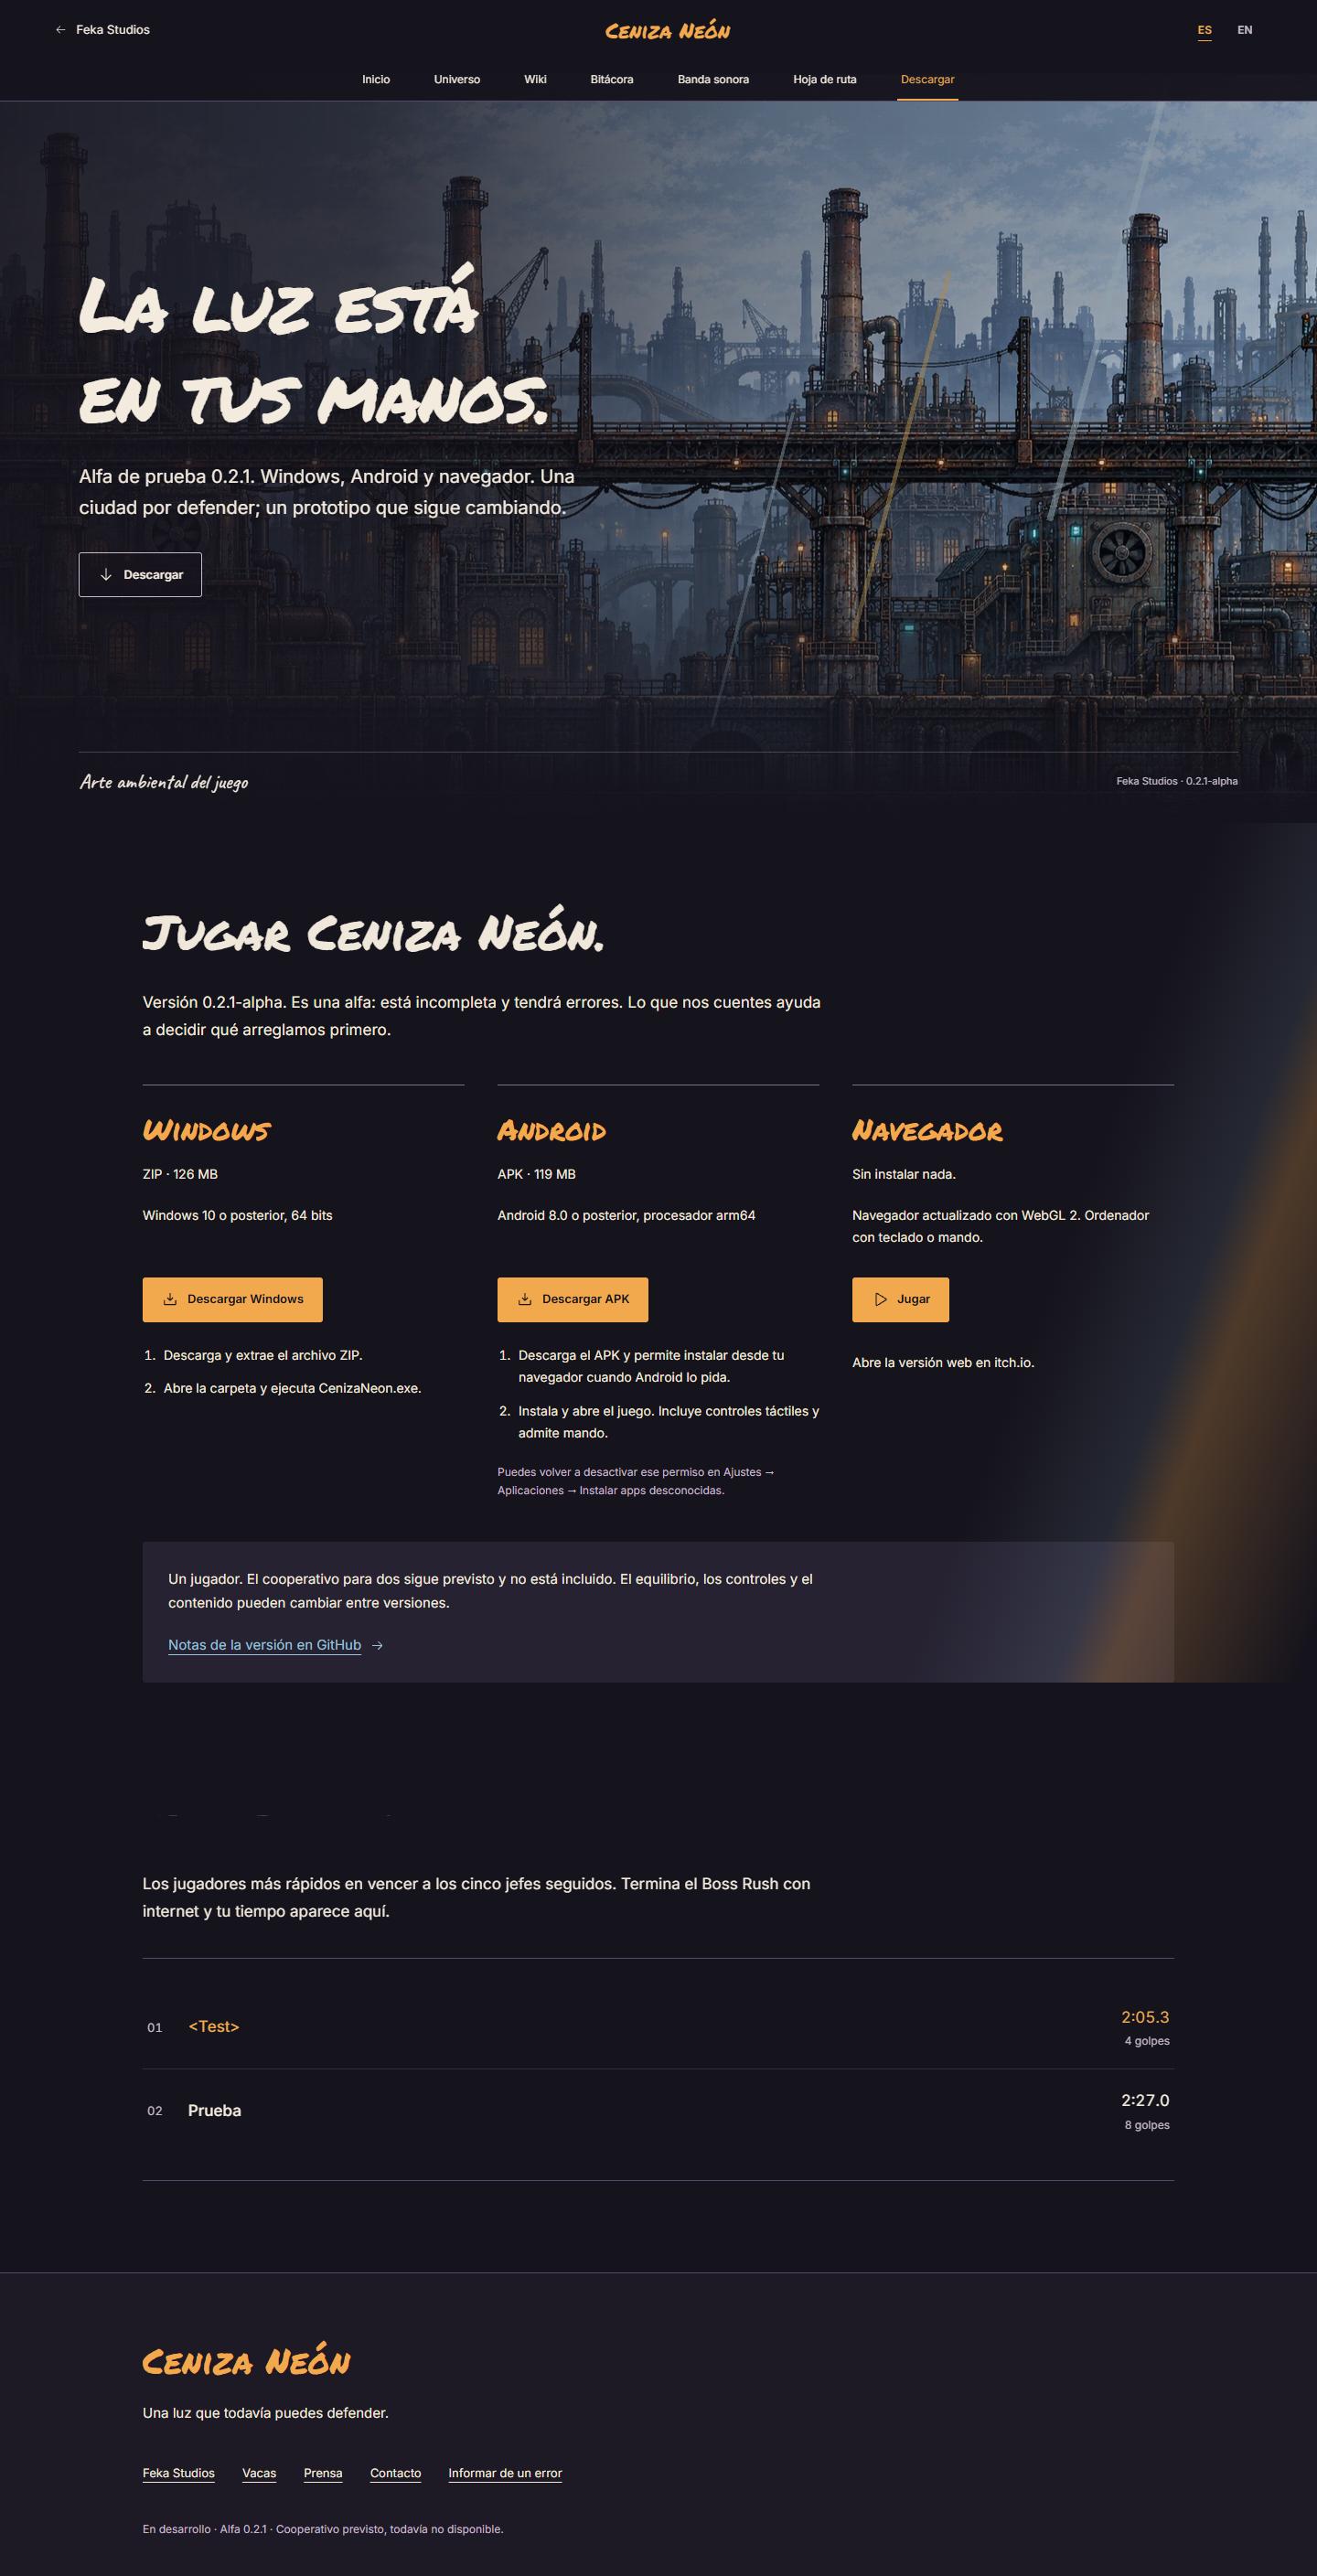 ← Feka Studios
Ceniza Neón
ES EN
Inicio Universo Wiki Bitácora Banda sonora Hoja de ruta Descargar
La luz está
en tus manos.
Alfa de prueba 0.2.1. Windows, Android y navegador. Una
ciudad por defender; un prototipo que sigue cambiando.
↓ Descargar
Arte ambiental del juego
Feka Studios · 0.2.1-alpha
Jugar Ceniza Neón.
Versión 0.2.1-alpha. Es una alfa: está incompleta y tendrá errores. Lo que nos cuentes ayuda
a decidir qué arreglamos primero.
Windows
ZIP · 126 MB
Windows 10 o posterior, 64 bits
Descargar Windows
1. Descarga y extrae el archivo ZIP.
2. Abre la carpeta y ejecuta CenizaNeon.exe.
Android
APK · 119 MB
Android 8.0 o posterior, procesador arm64
Descargar APK
1. Descarga el APK y permite instalar desde tu
navegador cuando Android lo pida.
2. Instala y abre el juego. Incluye controles táctiles y
admite mando.
Puedes volver a desactivar ese permiso en Ajustes →
Aplicaciones → Instalar apps desconocidas.
Navegador
Sin instalar nada.
Navegador actualizado con WebGL 2. Ordenador
con teclado o mando.
Jugar
Abre la versión web en itch.io.
Un jugador. El cooperativo para dos sigue previsto y no está incluido. El equilibrio, los controles y el
contenido pueden cambiar entre versiones.
Notas de la versión en GitHub →
Los jugadores más rápidos en vencer a los cinco jefes seguidos. Termina el Boss Rush con
internet y tu tiempo aparece aquí.
01 <Test> 2:05.3
4 golpes
02 Prueba 2:27.0
8 golpes
Ceniza Neón
Una luz que todavía puedes defender.
Feka Studios Vacas Prensa Contacto Informar de un error
En desarrollo · Alfa 0.2.1 · Cooperativo previsto, todavía no disponible.